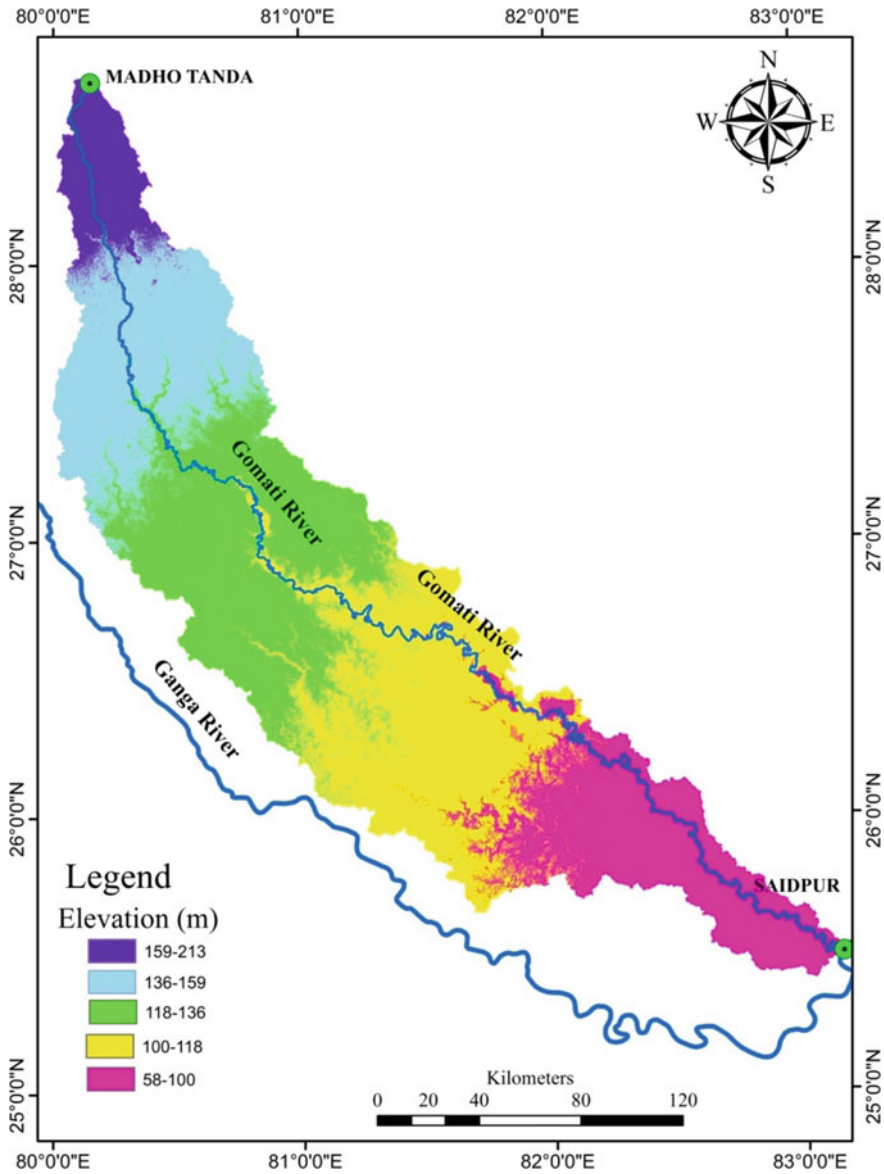 80°0'0"E 81°0'0"E 82°0'0"E 83°0'0"E
MADHO TANDA
N
W E
S
28°0'0"N 28°0'0"N
Gomati River
27°0'0"N 27°0'0"N
Gomati River
Ganga River
26°0'0"N 26°0'0"N
SAIDPUR
Legend
Elevation (m)
159-213
136-159
118-136
100-118
58-100
Kilometers
0 20 40 80 120
25°0'0"N 25°0'0"N
80°0'0"E 81°0'0"E 82°0'0"E 83°0'0"E